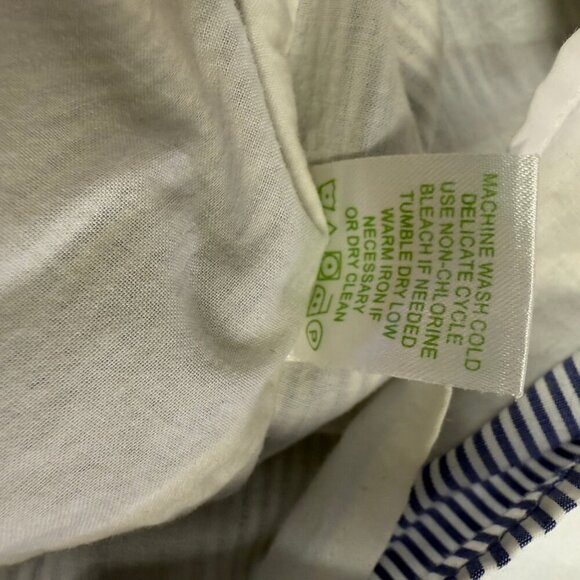 MACHINE WASH COLD
DELICATE CYCLE
USE NON-CHLORINE
BLEACH IF NEEDED
TUMBLE DRY LOW
WARM IRON IF
NECESSARY
OR DRY CLEAN
P